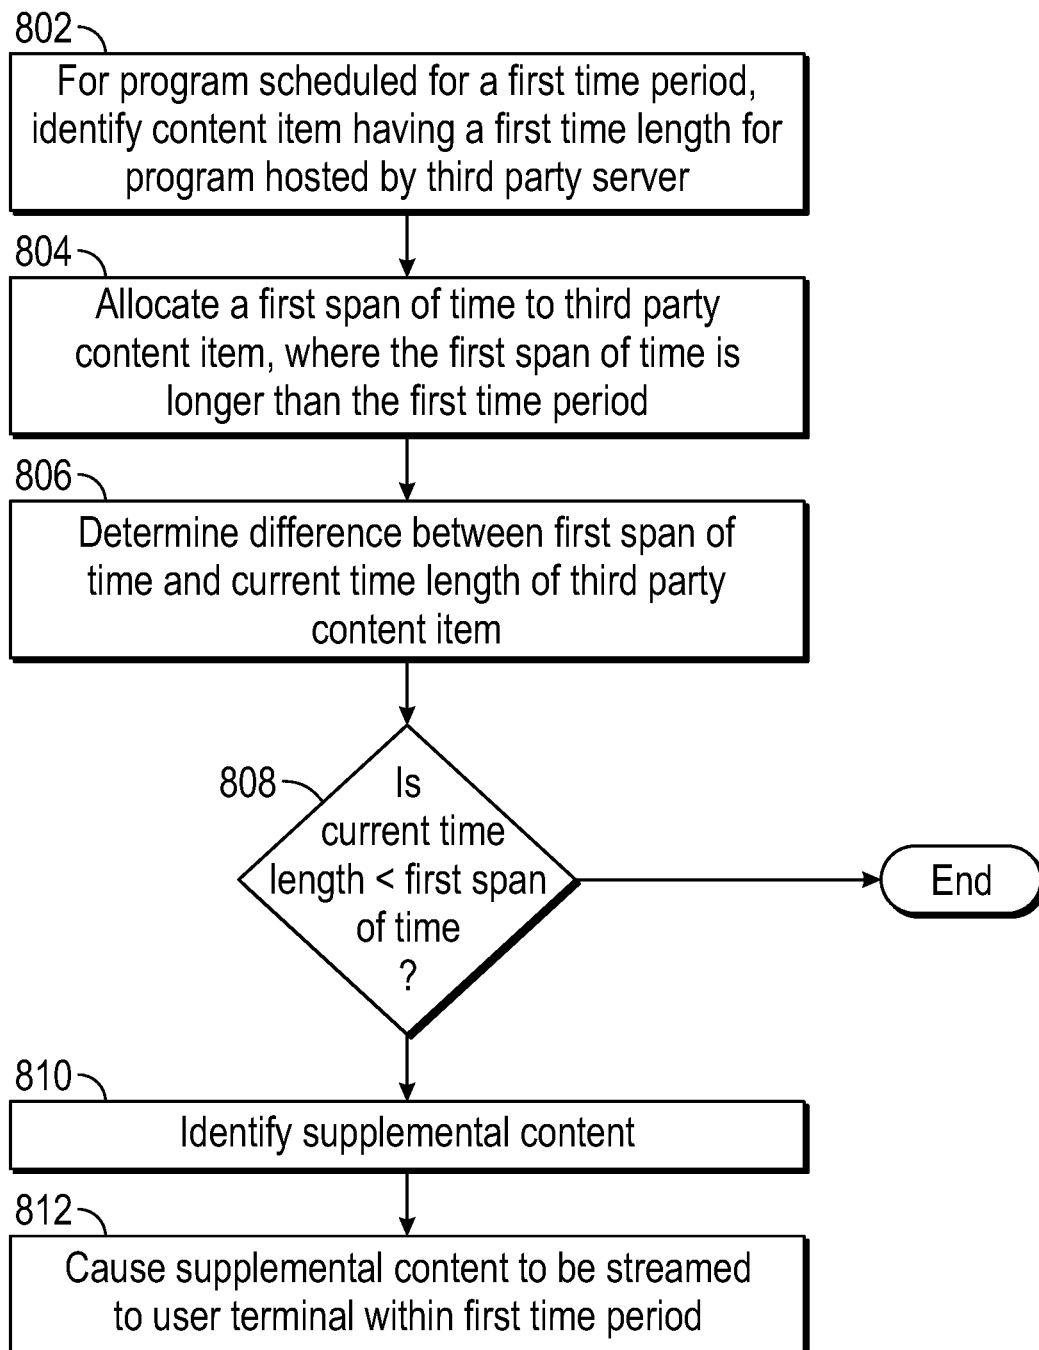 802
For program scheduled for a first time period,
identify content item having a first time length for
program hosted by third party server
804
Allocate a first span of time to third party
content item, where the first span of time is
longer than the first time period
806
Determine difference between first span of
time and current time length of third party
content item
808
Is
current time
length < first span
of time
?
End
810
Identify supplemental content
812
Cause supplemental content to be streamed
to user terminal within first time period